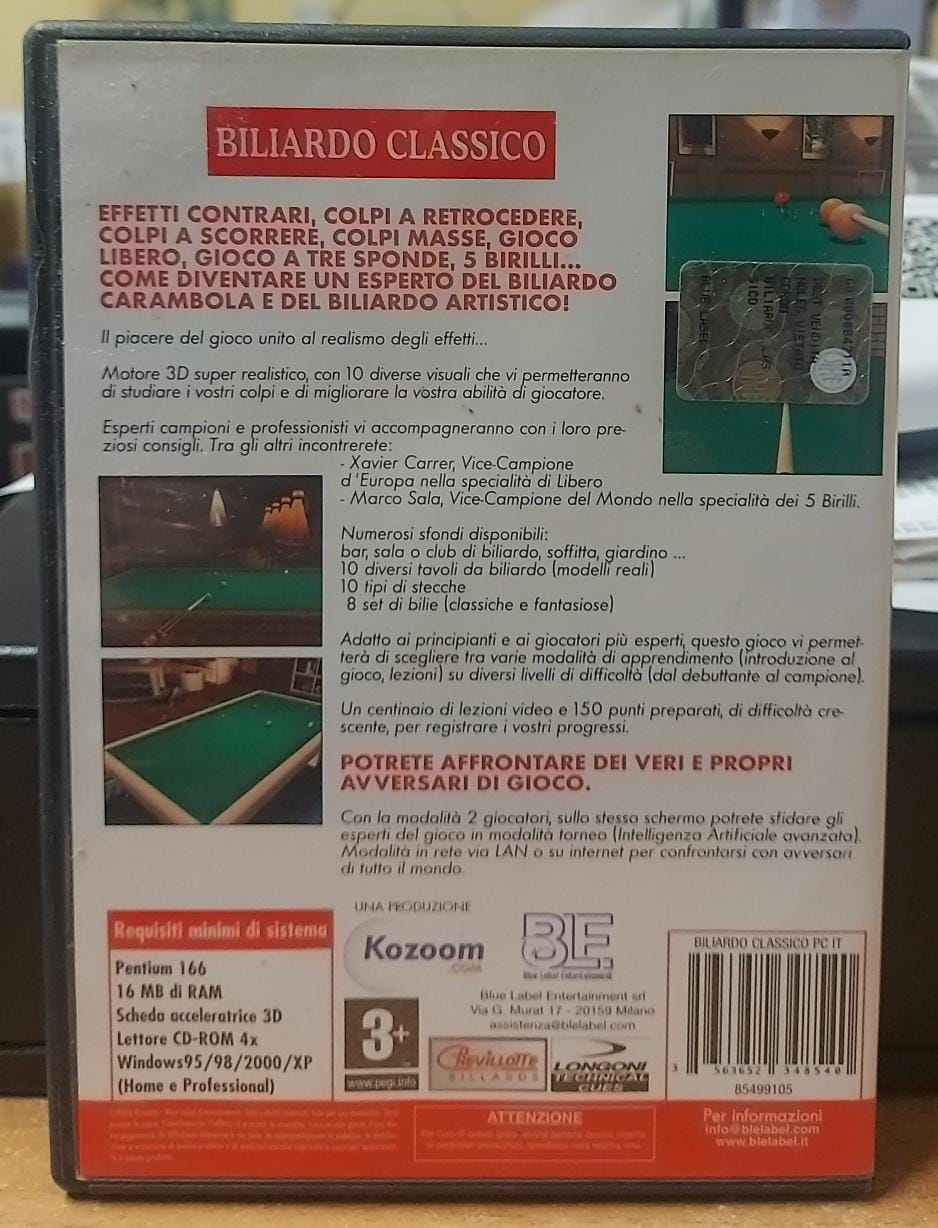 BILIARDO CLASSICO
EFFETTI CONTRARI, COLPI A RETROCEDERE,
COLPI A SCORRERE, COLPI MASSE, GIOCO
LIBERO, GIOCO A TRE SPONDE, 5 BIRILLI...
COME DIVENTARE UN ESPERTO DEL BILIARDO
CARAMBOLA E DEL BILIARDO ARTISTICO!
Il piacere del gioco unito al realismo degli effetti...
Motore 3D super realistico, con 10 diverse visuali che vi permetteranno
di studiare i vostri colpi e di migliorare la vostra abilità di giocatore.
Esperti campioni e professionisti vi accompagneranno con i loro pre-
ziosi consigli. Tra gli altri incontrerete:
- Xavier Carrer, Vice-Campione
d'Europa nella specialità di Libero
- Marco Sala, Vice-Campione del Mondo nella specialità dei 5 Birilli.
Numerosi sfondi disponibili:
bar, sala o club di biliardo, soffitta, giardino ...
10 diversi tavoli da biliardo (modelli reali)
10 tipi di stecche
8 set di bilie (classiche e fantasiose)
Adatto ai principianti e ai giocatori più esperti, questo gioco vi permet-
terà di scegliere tra varie modalità di apprendimento (introduzione al
gioco, lezioni) su diversi livelli di difficoltà (dal debuttante al campione).
Un centinaio di lezioni video e 150 punti preparati, di difficoltà cre-
scente, per registrare i vostri progressi.
POTRETE AFFRONTARE DEI VERI E PROPRI
AVVERSARI DI GIOCO.
Con la modalità 2 giocatori, sullo stesso schermo potrete sfidare gli
esperti del gioco in modalità torneo (Intelligenza Artificiale avanzata).
Modalità in rete via LAN o su internet per confrontarsi con avversari
di tutto il mondo.
Requisiti minimi di sistema
Pentium 166
16 MB di RAM
Scheda acceleratrice 3D
Lettore CD-ROM 4x
Windows95/98/2000/XP
(Home e Professional)
UNA PRODUZIONE
Kozoom
.COM
BLE
Blue Label Entertainment
Blue Label Entertainment srl
Via G. Murat 17 - 20159 Milano
assistenza@blelabel.com
3+
www.pegi.info
CHEVILLOTTE
BILLARDS
LONGONI
TECHNICAL
CUES
BILIARDO CLASSICO PC IT
3 563652 348540
85499105
ATTENZIONE
Per informazioni
info@blelabel.com
www.blelabel.it